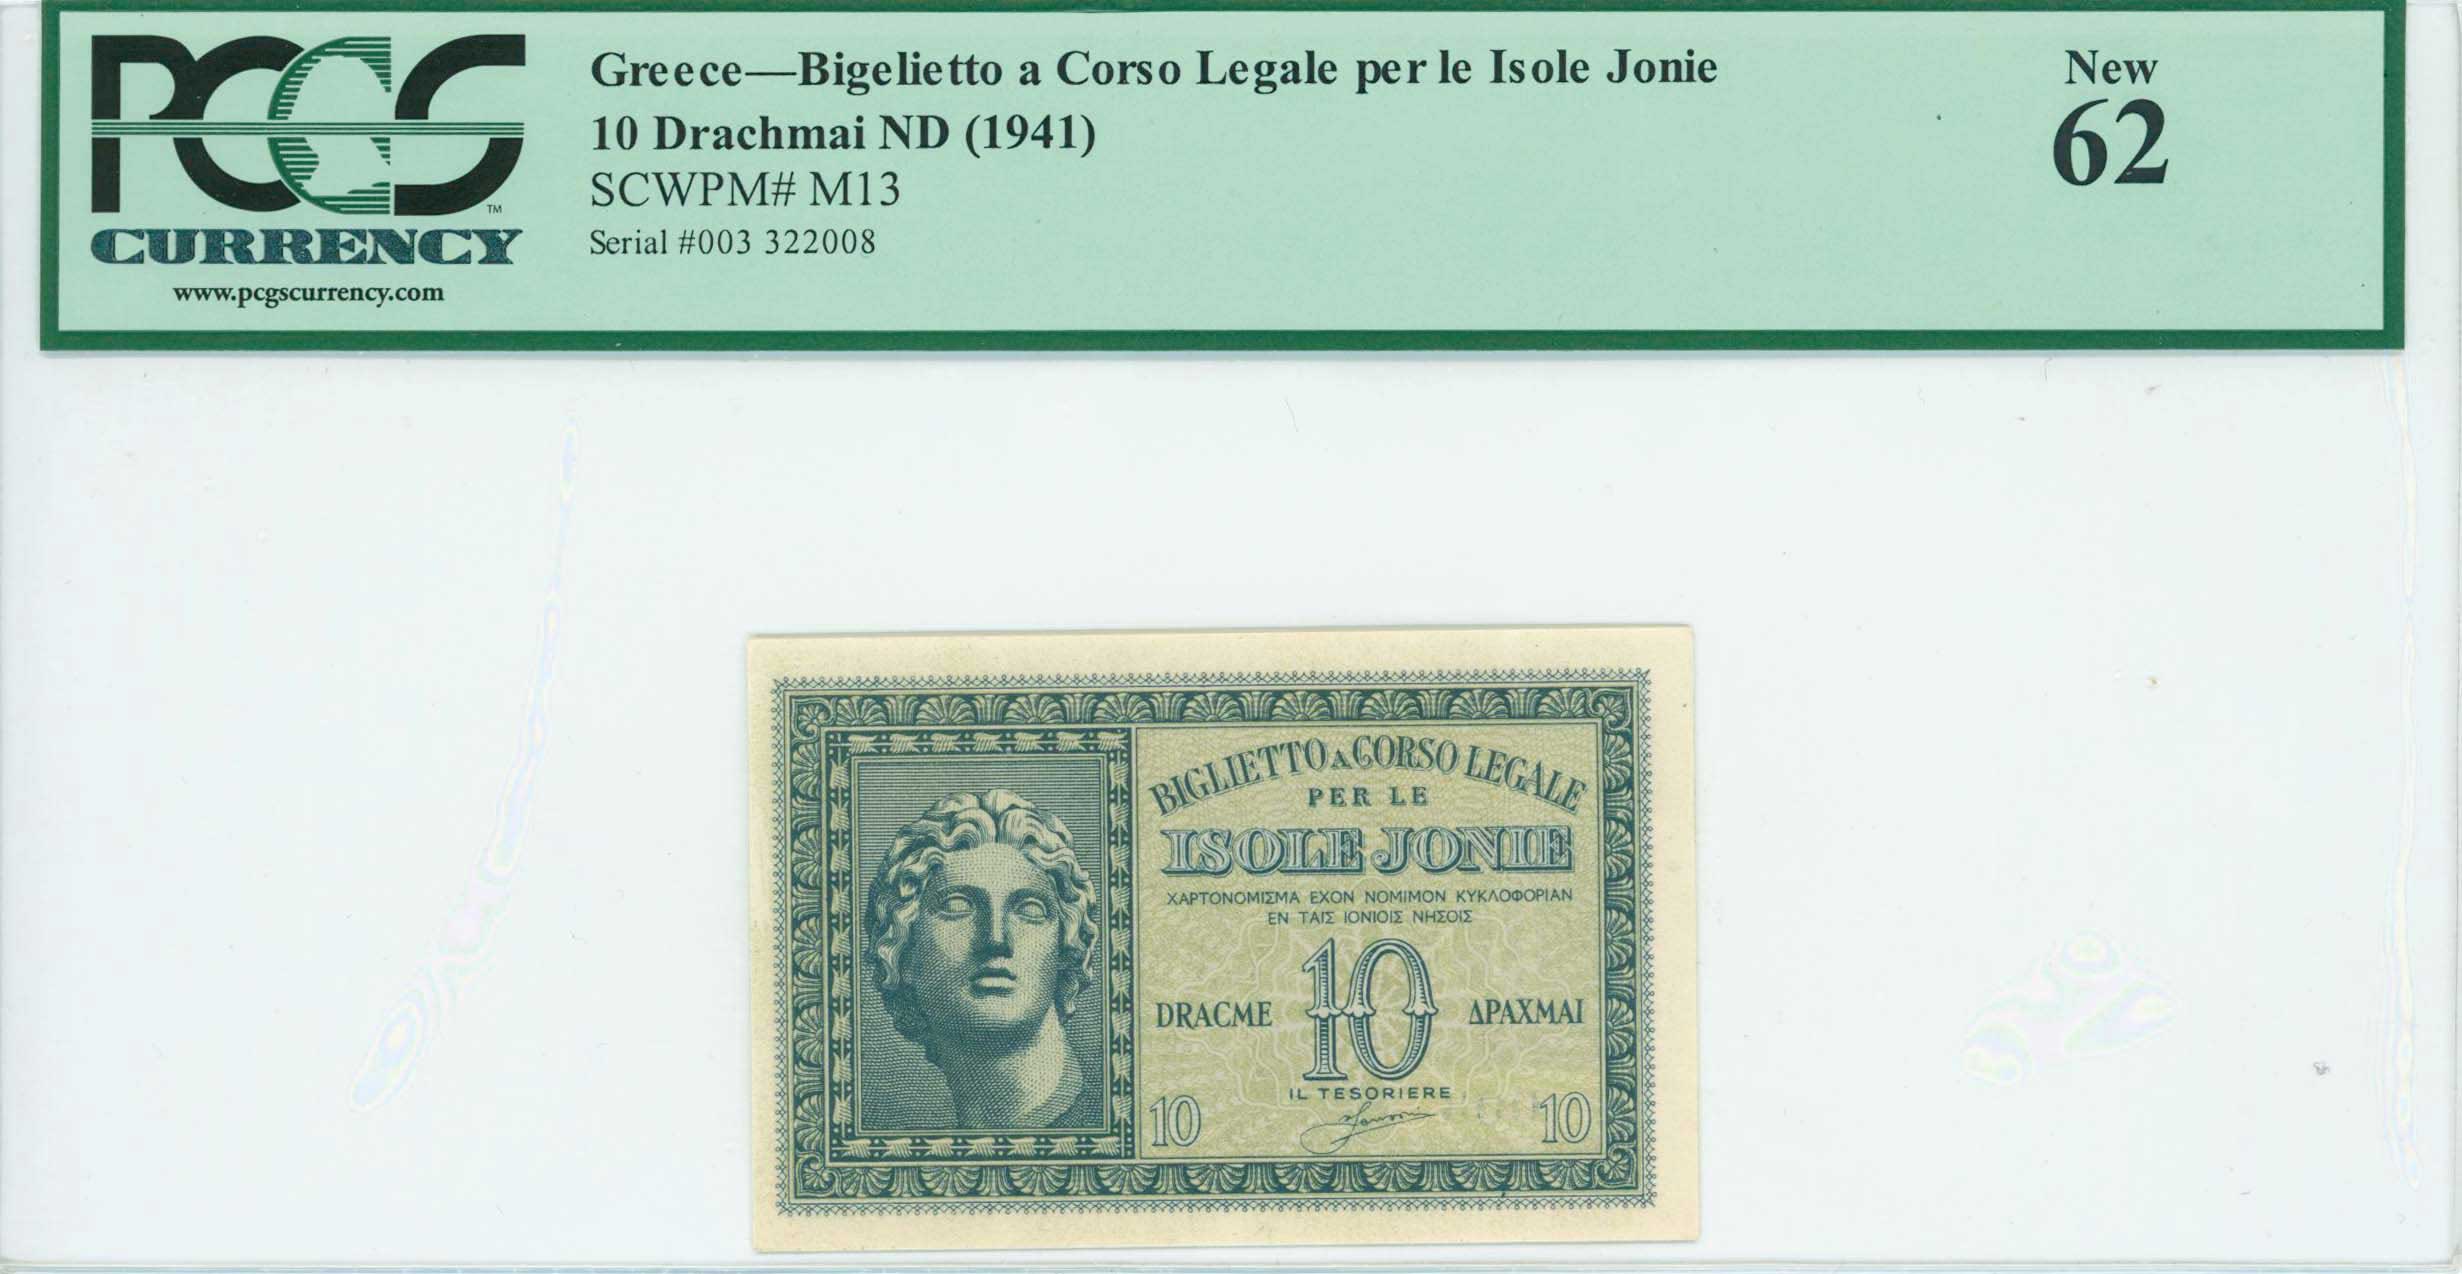 PCGS
TM
CURRENCY
www.pcgscurrency.com
Greece—Bigelietto a Corso Legale per le Isole Jonie
10 Drachmai ND (1941)
SCWPM# M13
Serial #003 322008
New
62
BIGLIETTO A CORSO LEGALE
PER LE
ISOLE JONIE
ΧΑΡΤΟΝΟΜΙΣΜΑ ΕΧΟΝ ΝΟΜΙΜΟΝ ΚΥΚΛΟΦΟΡΙΑΝ
ΕΝ ΤΑΙΣ ΙΟΝΙΟΙΣ ΝΗΣΟΙΣ
DRACME 10 ΔΡΑΧΜΑΙ
IL TESORIERE
10 10